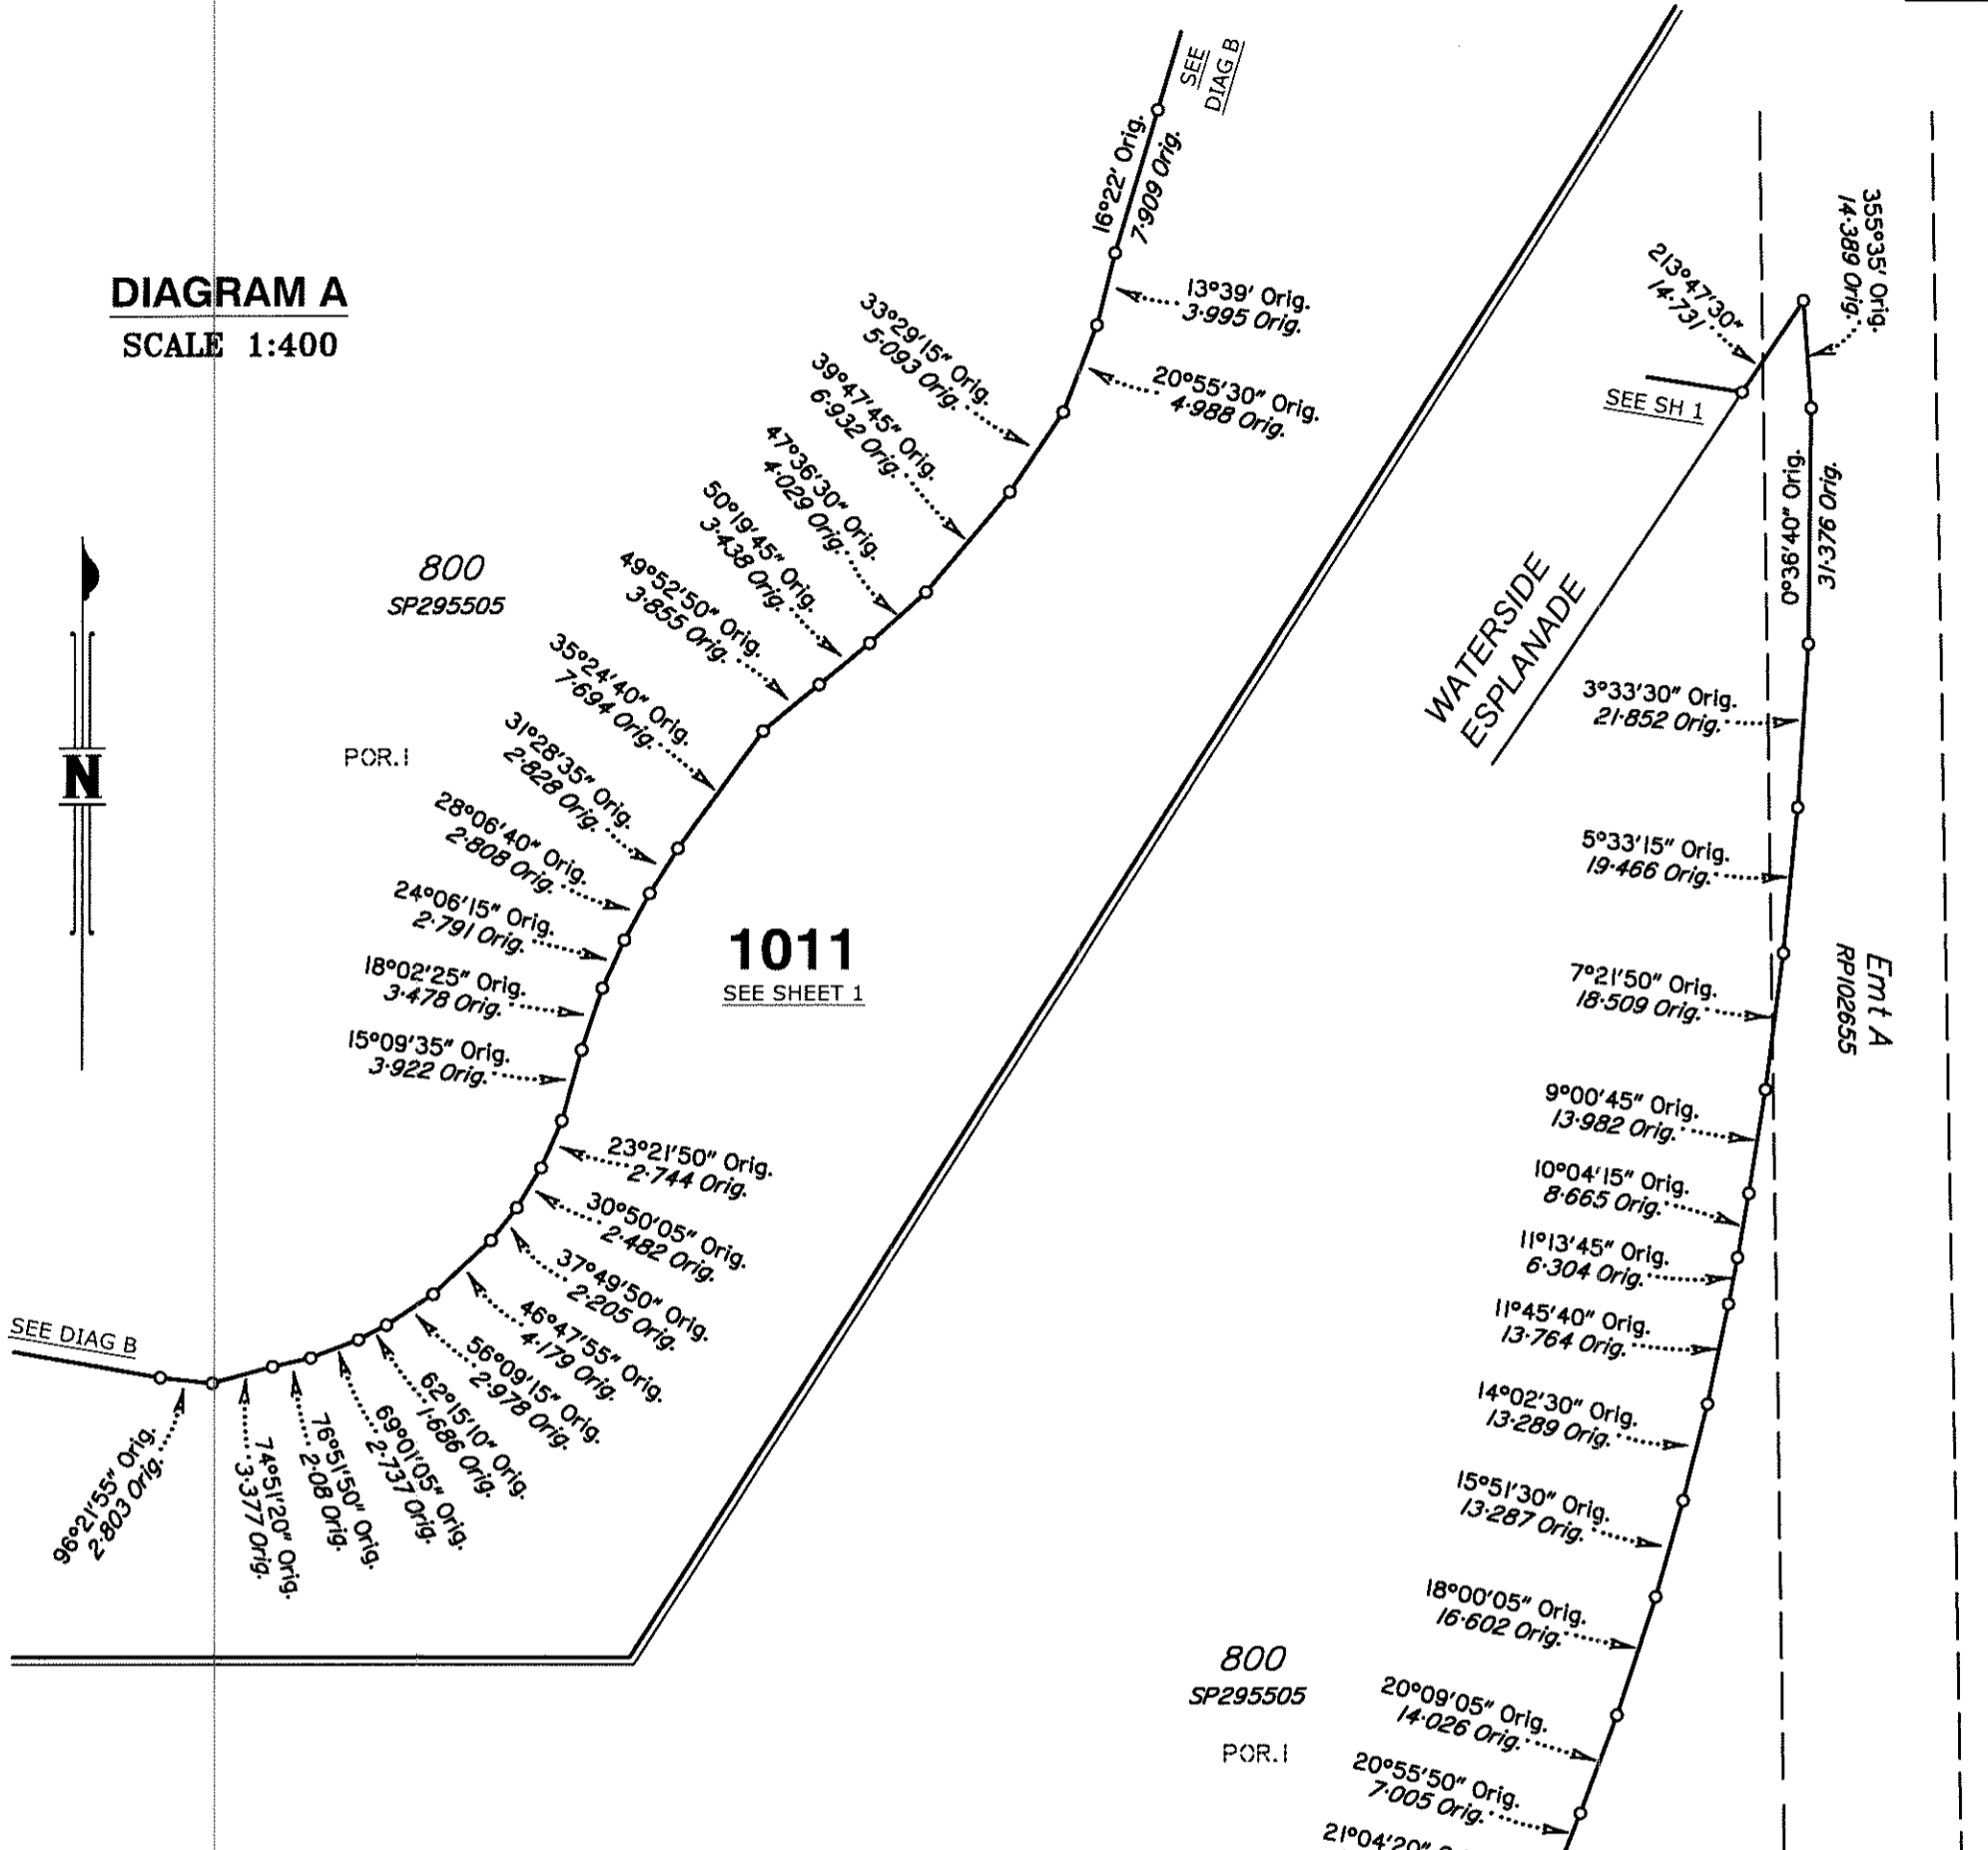 DIAGRAM A
SCALE 1:400
N
SEE
DIAG B
16°22' Orig.
7·909 Orig.
13°39' Orig.
3·995 Orig.
20°55'30" Orig.
4·988 Orig.
33°29'15" Orig.
5·093 Orig.
39°47'45" Orig.
6·932 Orig.
47°36'30" Orig.
4·029 Orig.
50°19'45" Orig.
3·438 Orig.
49°52'50" Orig.
3·855 Orig.
35°24'40" Orig.
7·694 Orig.
31°28'35" Orig.
2·828 Orig.
28°06'40" Orig.
2·808 Orig.
24°06'15" Orig.
2·791 Orig.
18°02'25" Orig.
3·478 Orig.
15°09'35" Orig.
3·922 Orig.
23°21'50" Orig.
2·744 Orig.
30°50'05" Orig.
2·482 Orig.
37°49'50" Orig.
2·205 Orig.
46°47'55" Orig.
4·179 Orig.
56°09'15" Orig.
2·978 Orig.
62°15'10" Orig.
1·686 Orig.
69°01'05" Orig.
2·737 Orig.
76°51'50" Orig.
2·08 Orig.
74°51'20" Orig.
3·377 Orig.
96°21'55" Orig.
2·803 Orig.
SEE DIAG B
800
SP295505
POR.1
1011
SEE SHEET 1
355°35' Orig.
14·389 Orig.
213°47'30"
14·731
SEE SH 1
WATERSIDE
ESPLANADE
0°36'40" Orig.
31·376 Orig.
3°33'30" Orig.
21·852 Orig.
5°33'15" Orig.
19·466 Orig.
7°21'50" Orig.
18·509 Orig.
Emt A
RP102655
9°00'45" Orig.
13·982 Orig.
10°04'15" Orig.
8·665 Orig.
11°13'45" Orig.
6·304 Orig.
11°45'40" Orig.
13·764 Orig.
14°02'30" Orig.
13·289 Orig.
15°51'30" Orig.
13·287 Orig.
18°00'05" Orig.
16·602 Orig.
20°09'05" Orig.
14·026 Orig.
20°55'50" Orig.
7·005 Orig.
21°04'20"
800
SP295505
POR.1